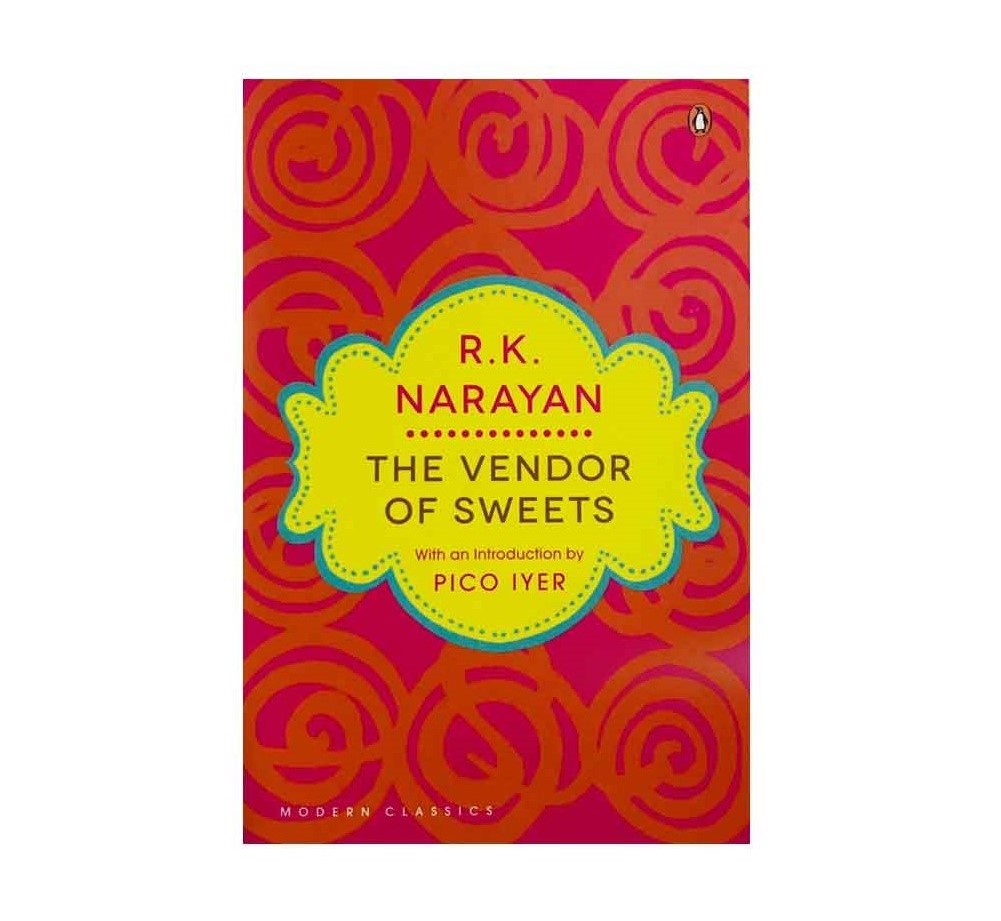 R.K.
NARAYAN
THE VENDOR
OF SWEETS
With an Introduction by
PICO IYER
MODERN CLASSICS